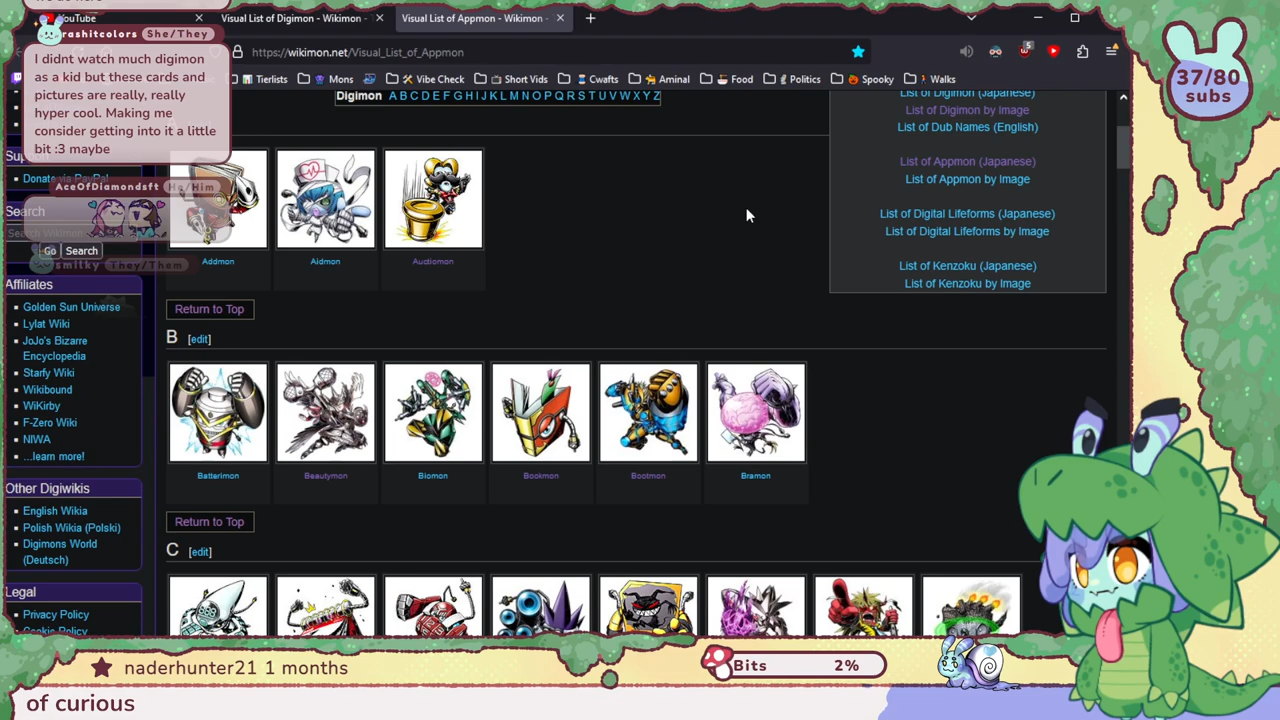 YouTube
Visual List of Digimon - Wikimon -
Visual List of Appmon - Wikimon -
https://wikimon.net/Visual_List_of_Appmon
5
Tierlists
Mons
Vibe Check
Short Vids
Cwafts
Aminal
Food
Politics
Spooky
Walks
rashitcolors She/They
I didnt watch much digimon
as a kid but these cards and
pictures are really, really
hyper cool. Making me
consider getting into it a little
bit :3 maybe
AceOfDiamondsft He/Him
smitky They/Them
Donate via PayPal
Search
Search Wikimon
Go
Search
Affiliates
Golden Sun Universe
Lylat Wiki
JoJo's Bizarre
Encyclopedia
Starfy Wiki
Wikibound
WiKirby
F-Zero Wiki
NIWA
...learn more!
Other Digiwikis
English Wikia
Polish Wikia (Polski)
Digimons World
(Deutsch)
Legal
Privacy Policy
Cookie Policy
Digimon A B C D E F G H I J K L M N O P Q R S T U V W X Y Z
Addmon
Aidmon
Auctiomon
Return to Top
B [edit]
Batterimon
Beautymon
Biomon
Bookmon
Bootmon
Bramon
Return to Top
C [edit]
List of Digimon (Japanese)
List of Digimon by Image
List of Dub Names (English)
List of Appmon (Japanese)
List of Appmon by Image
List of Digital Lifeforms (Japanese)
List of Digital Lifeforms by Image
List of Kenzoku (Japanese)
List of Kenzoku by Image
37/80
subs
naderhunter21 1 months
Bits 2%
of curious